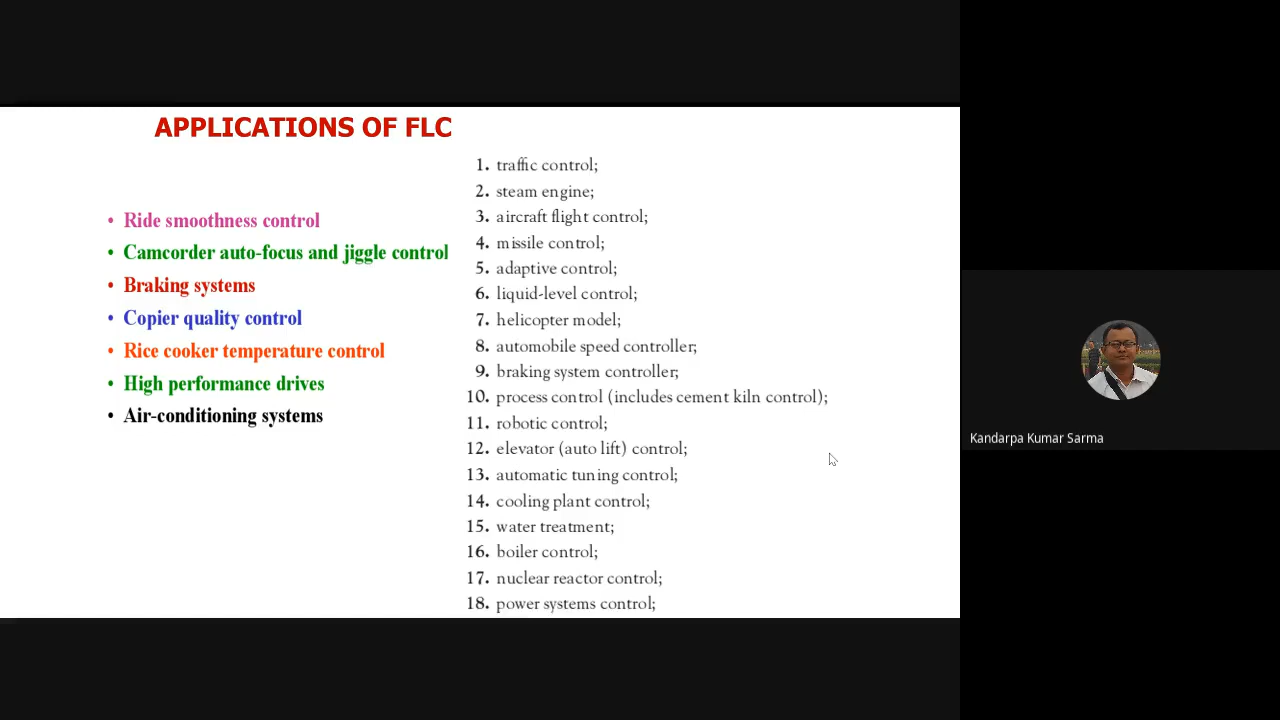 APPLICATIONS OF FLC
• Ride smoothness control
• Camcorder auto-focus and jiggle control
• Braking systems
• Copier quality control
• Rice cooker temperature control
• High performance drives
• Air-conditioning systems
1. traffic control;
2. steam engine;
3. aircraft flight control;
4. missile control;
5. adaptive control;
6. liquid-level control;
7. helicopter model;
8. automobile speed controller;
9. braking system controller;
10. process control (includes cement kiln control);
11. robotic control;
12. elevator (auto lift) control;
13. automatic tuning control;
14. cooling plant control;
15. water treatment;
16. boiler control;
17. nuclear reactor control;
18. power systems control;
Kandarpa Kumar Sarma